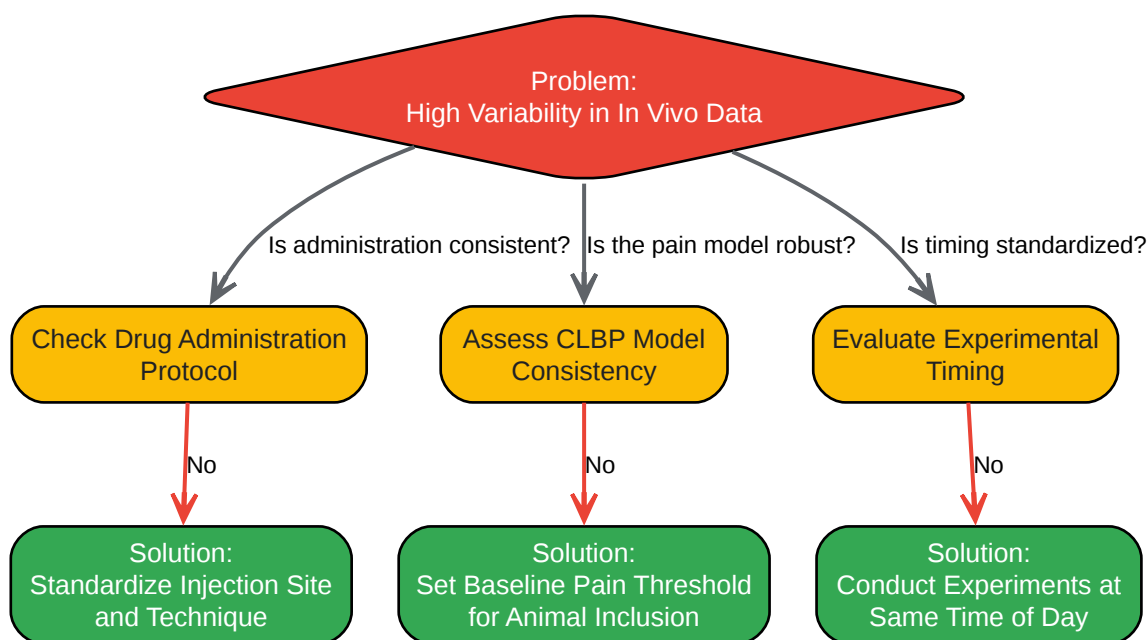 Problem:
High Variability in In Vivo Data
Is administration consistent?
Is the pain model robust?
Is timing standardized?
Check Drug Administration
Protocol
Assess CLBP Model
Consistency
Evaluate Experimental
Timing
No
No
No
Solution:
Standardize Injection Site
and Technique
Solution:
Set Baseline Pain Threshold
for Animal Inclusion
Solution:
Conduct Experiments at
Same Time of Day